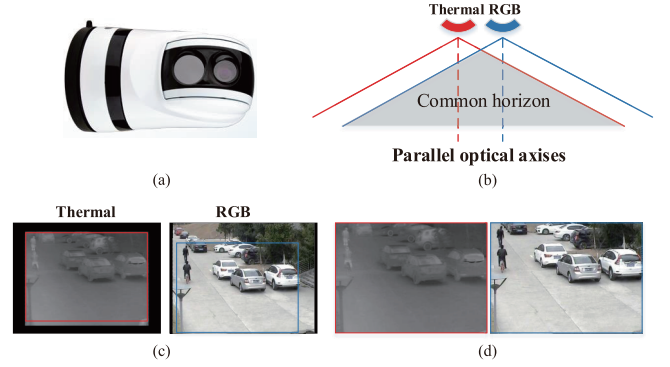 Thermal RGB
Common horizon
Parallel optical axises
(a)
(b)
Thermal
RGB
(c)
(d)